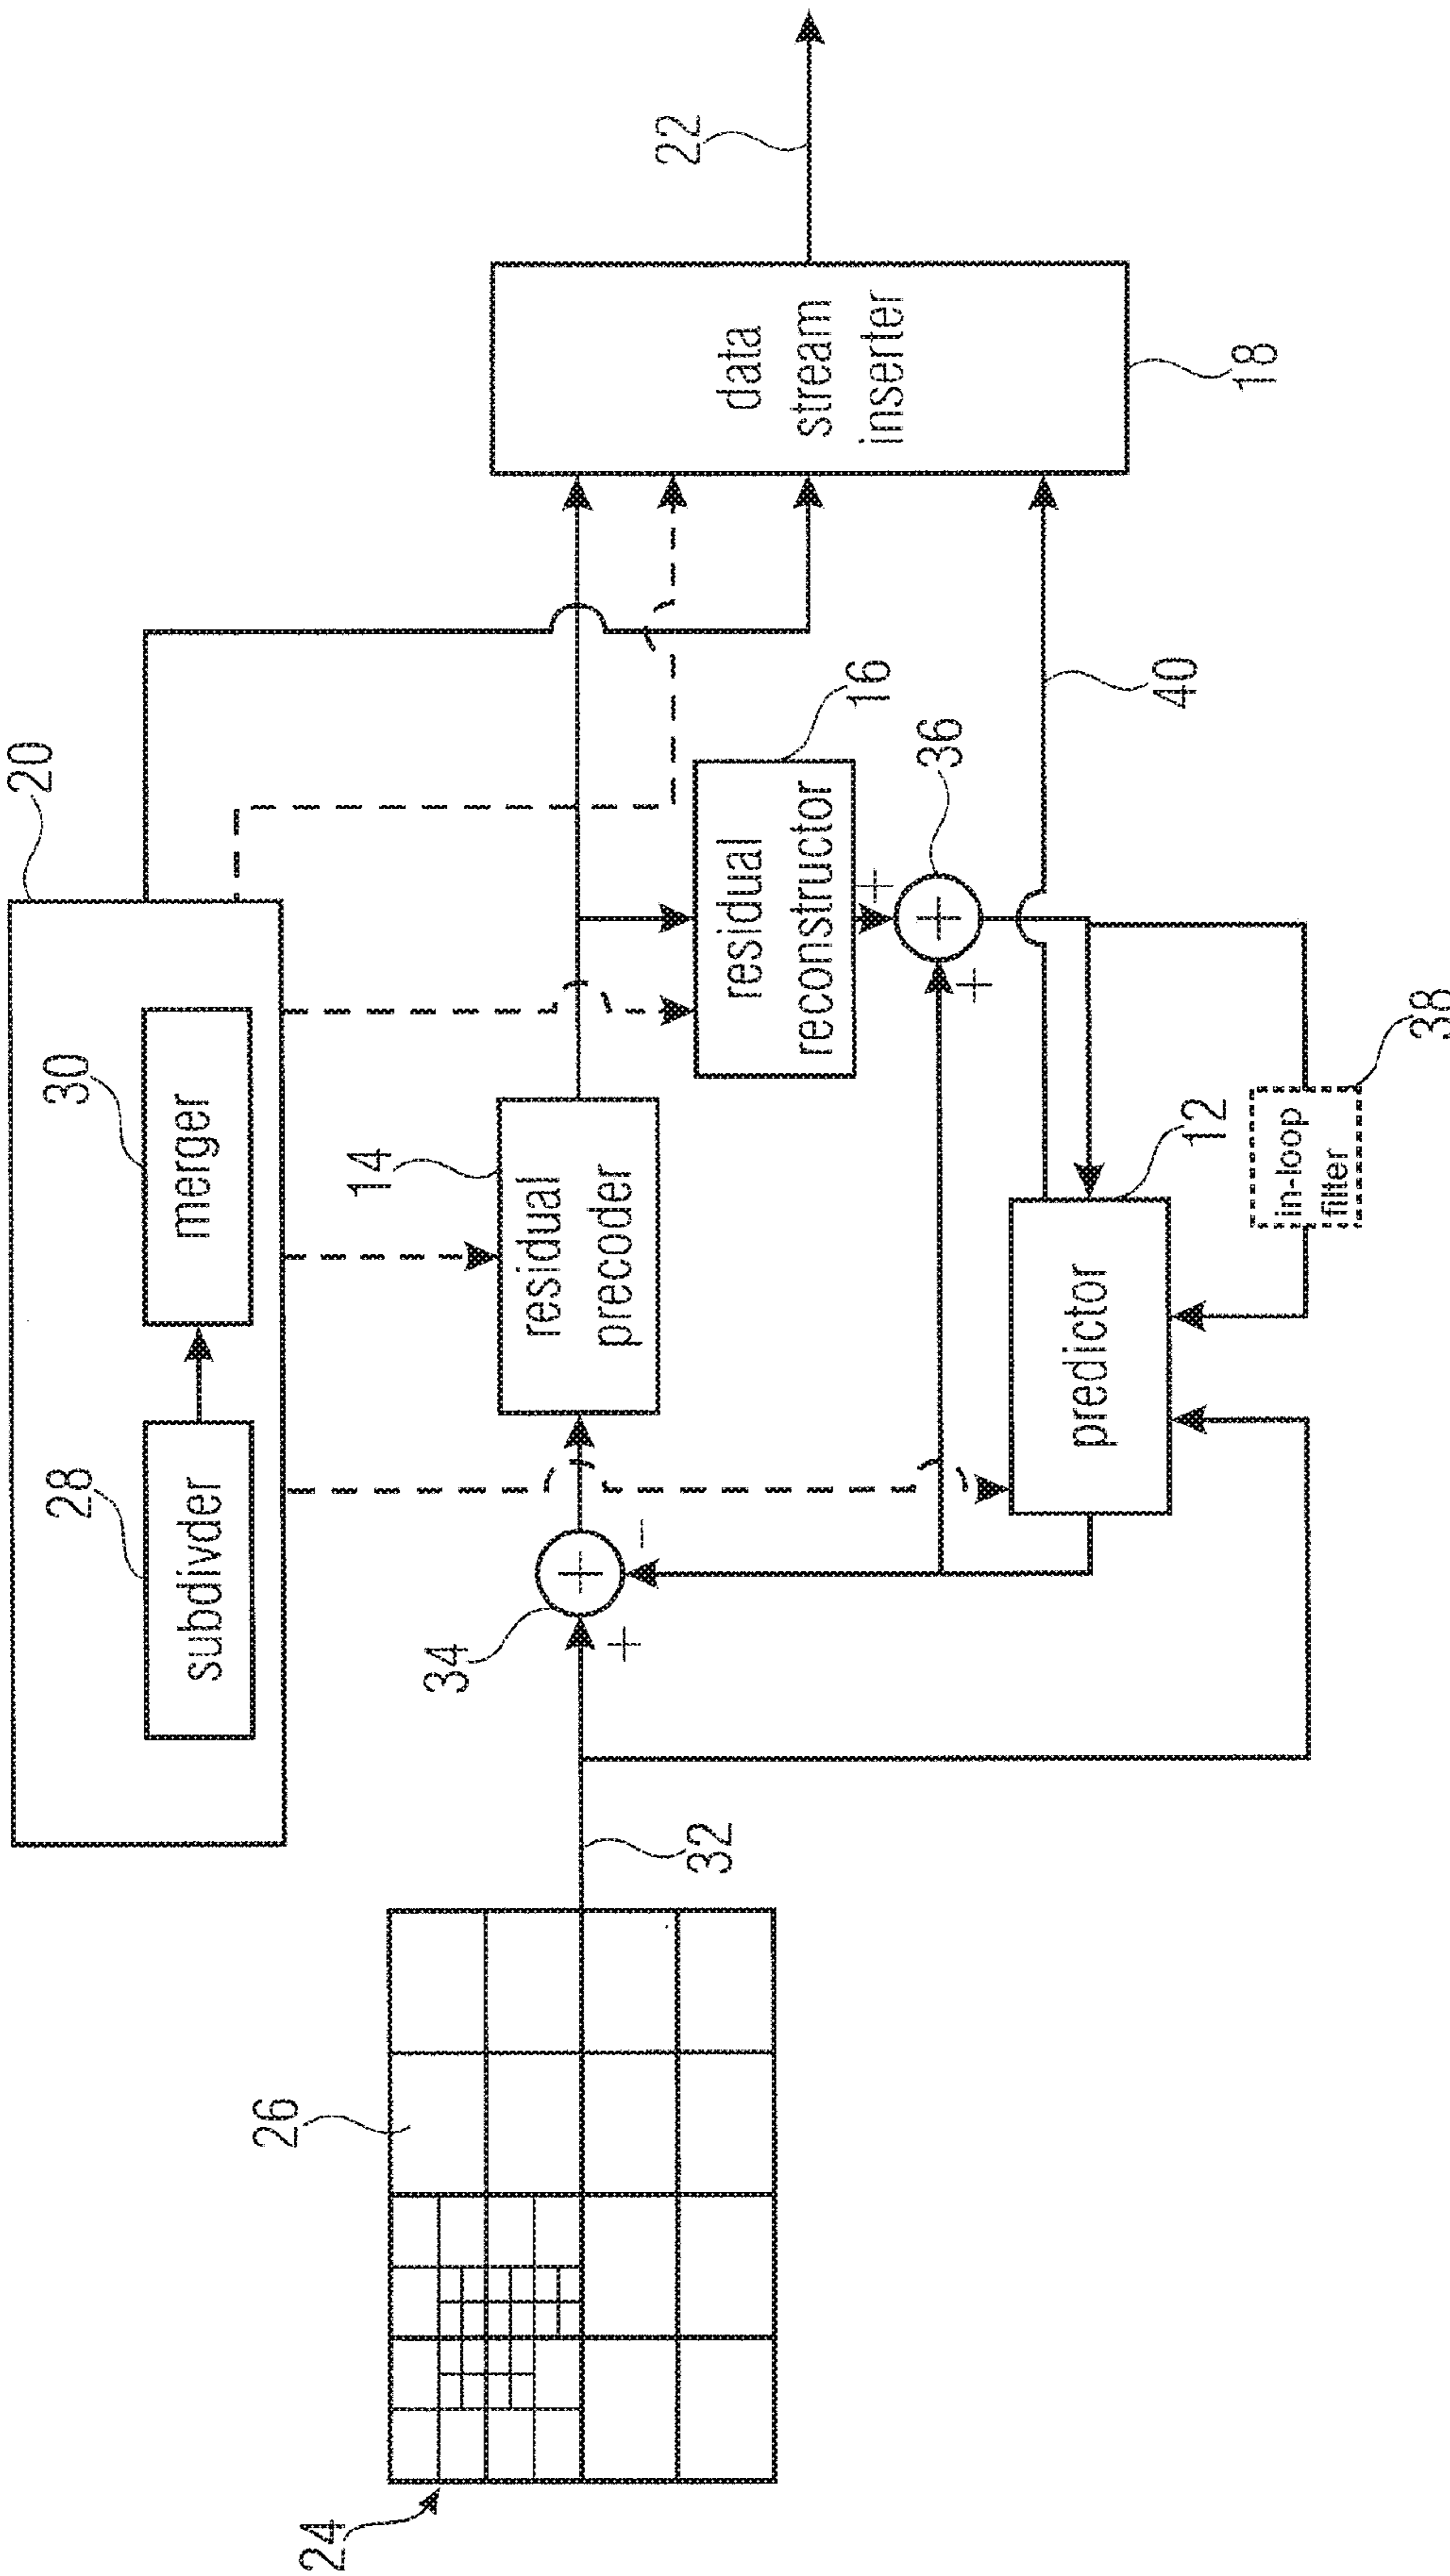 20
28
subdivder
30
merger
26
24
32
34
+
+
−
14
residual
precoder
residual
reconstructor
16
+
+
+
36
predictor
12
in-loop
filter
38
40
data
stream
inserter
18
22